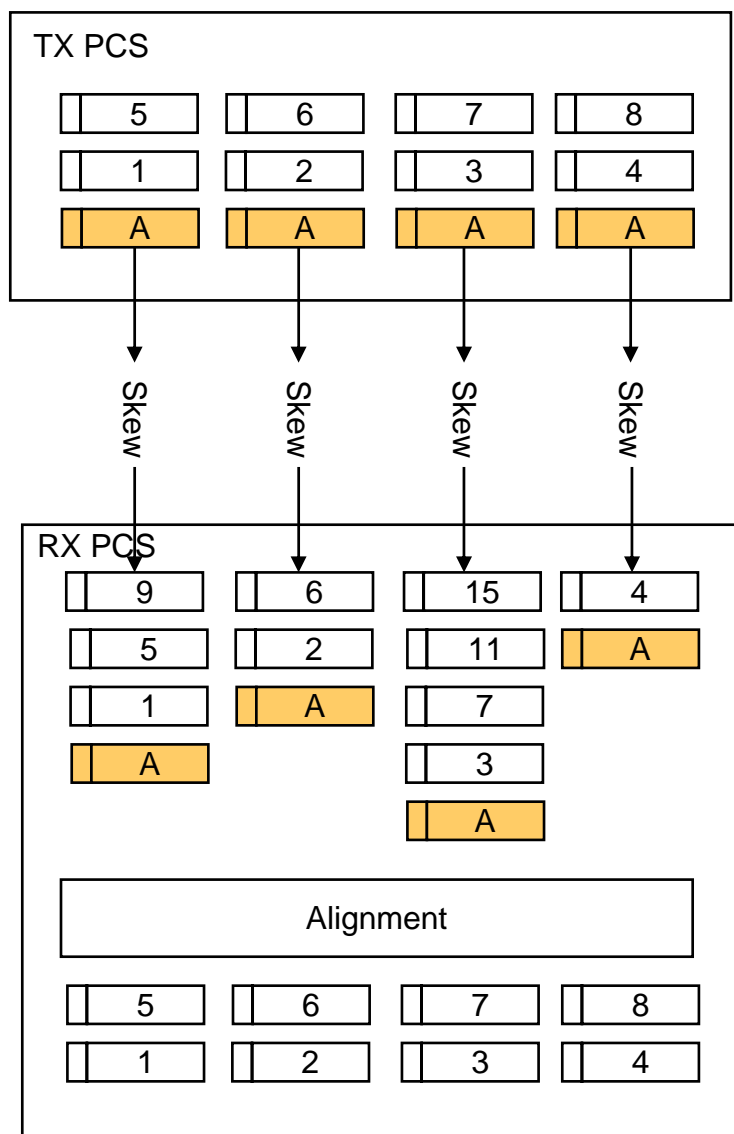 TX PCS
5 6 7 8
1 2 3 4
A A A A
Skew Skew Skew Skew
RX PCS
9 6 15 4
5 2 11 A
1 A 7
A 3
A
Alignment
5 6 7 8
1 2 3 4